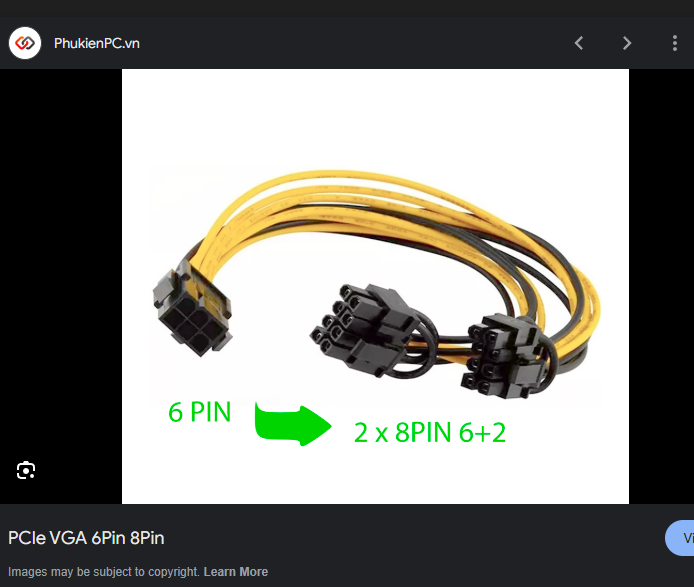 PhukienPC.vn
6 PIN
2 x 8PIN 6+2
PCIe VGA 6Pin 8Pin
Images may be subject to copyright. Learn More